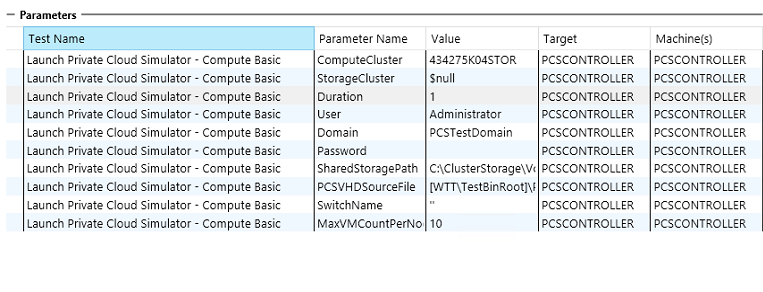 Parameters
Test Name Parameter Name Value Target Machine(s)
Launch Private Cloud Simulator - Compute Basic ComputeCluster 434275K04STOR PCSCONTROLLER PCSCONTROLLER
Launch Private Cloud Simulator - Compute Basic StorageCluster $null PCSCONTROLLER PCSCONTROLLER
Launch Private Cloud Simulator - Compute Basic Duration 1 PCSCONTROLLER PCSCONTROLLER
Launch Private Cloud Simulator - Compute Basic User Administrator PCSCONTROLLER PCSCONTROLLER
Launch Private Cloud Simulator - Compute Basic Domain PCSTestDomain PCSCONTROLLER PCSCONTROLLER
Launch Private Cloud Simulator - Compute Basic Password PCSCONTROLLER PCSCONTROLLER
Launch Private Cloud Simulator - Compute Basic SharedStoragePath C:\ClusterStorage\Vo PCSCONTROLLER PCSCONTROLLER
Launch Private Cloud Simulator - Compute Basic PCSVHDSourceFile [WTT\TestBinRoot]\P PCSCONTROLLER PCSCONTROLLER
Launch Private Cloud Simulator - Compute Basic SwitchName '' PCSCONTROLLER PCSCONTROLLER
Launch Private Cloud Simulator - Compute Basic MaxVMCountPerNo 10 PCSCONTROLLER PCSCONTROLLER